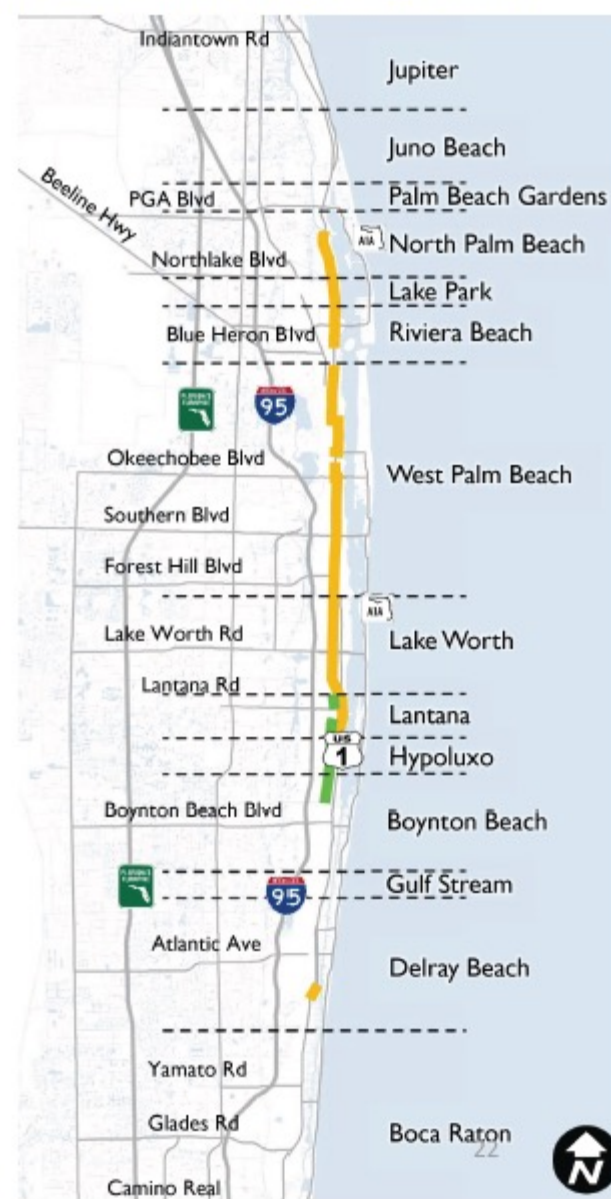 Indiantown Rd
Jupiter
Juno Beach
Beeline Hwy
PGA Blvd
Palm Beach Gardens
A1A
North Palm Beach
Northlake Blvd
Lake Park
Blue Heron Blvd
Riviera Beach
95
Okeechobee Blvd
West Palm Beach
Southern Blvd
Forest Hill Blvd
A1A
Lake Worth Rd
Lake Worth
Lantana Rd
Lantana
US
1
Hypoluxo
Boynton Beach Blvd
Boynton Beach
Gulf Stream
95
Atlantic Ave
Delray Beach
Yamato Rd
Glades Rd
Boca Raton
22
N
Camino Real